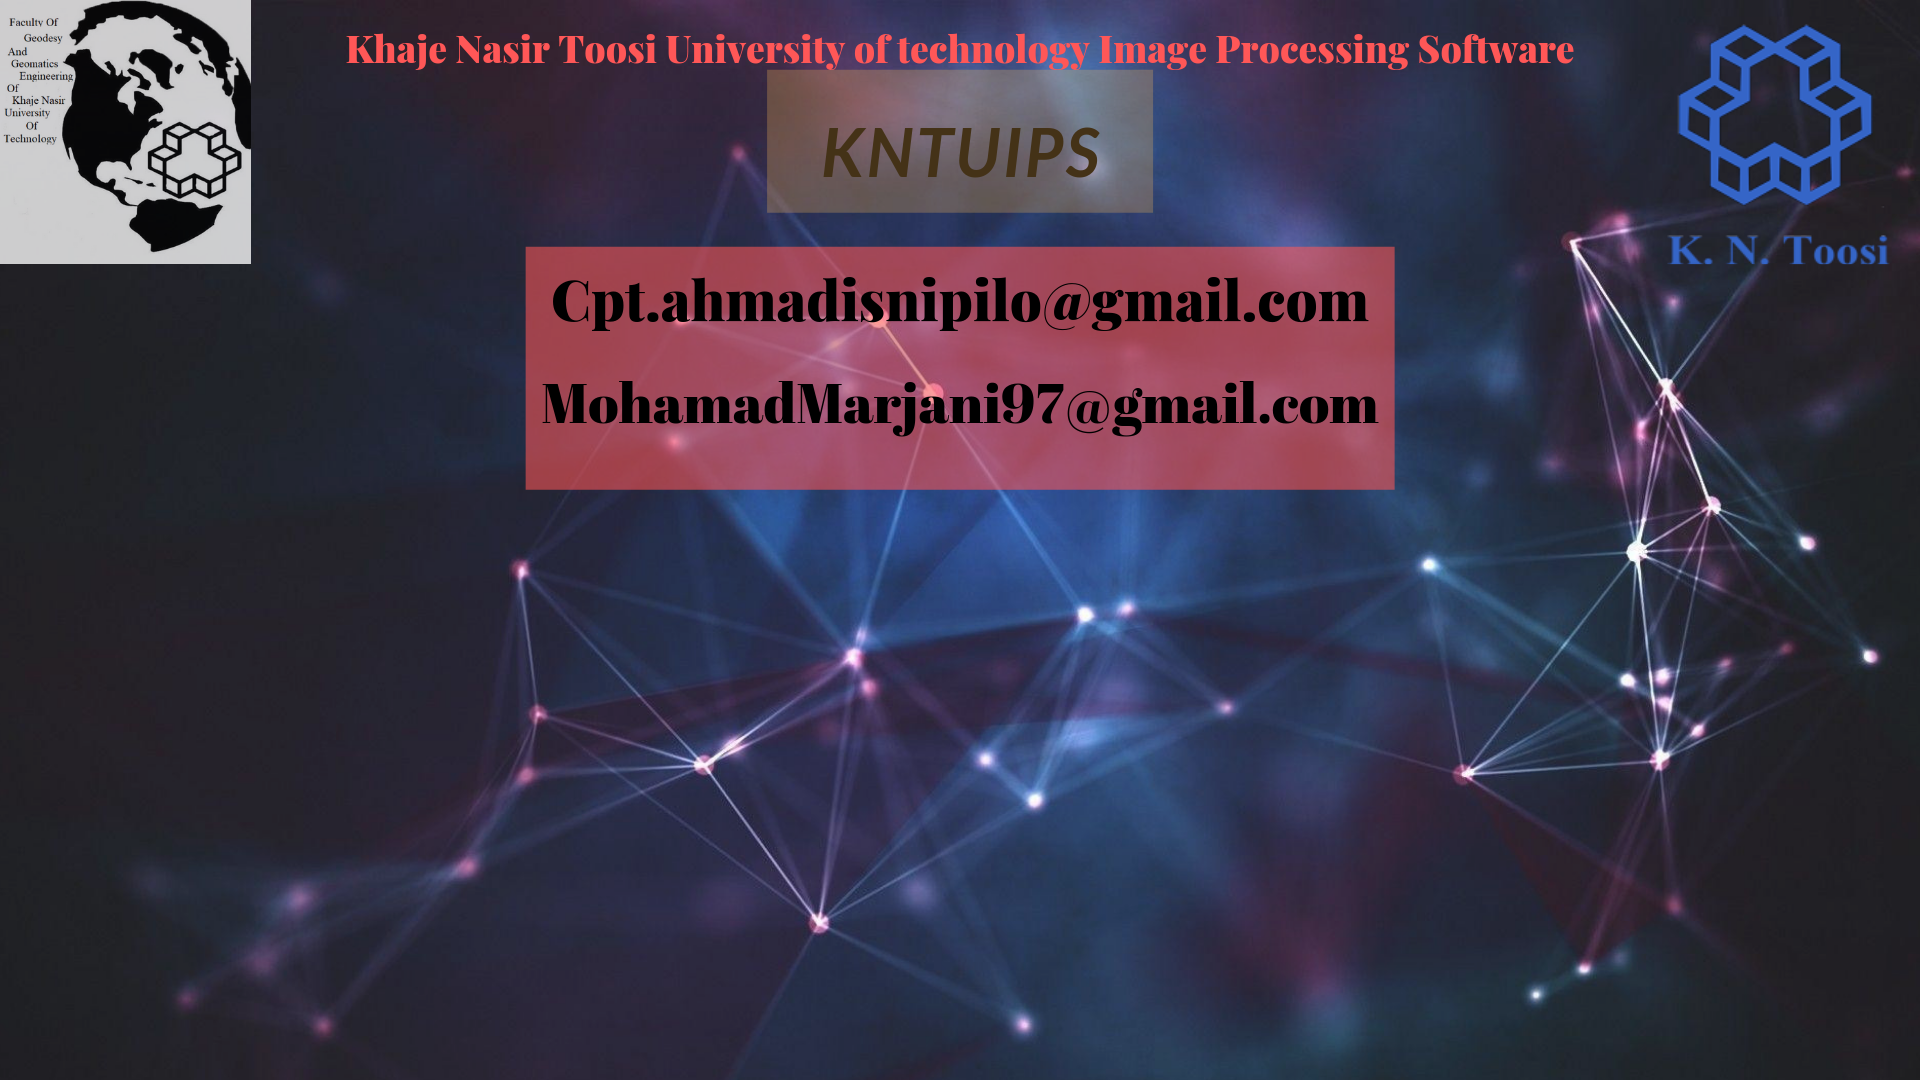 Faculty Of
Geodesy
And
Geomatics
Engineering
Of
Khaje Nasir
University
Of
Technology
Khaje Nasir Toosi University of technology Image Processing Software
KNTUIPS
K. N. Toosi
Cpt.ahmadisnipilo@gmail.com
MohamadMarjani97@gmail.com